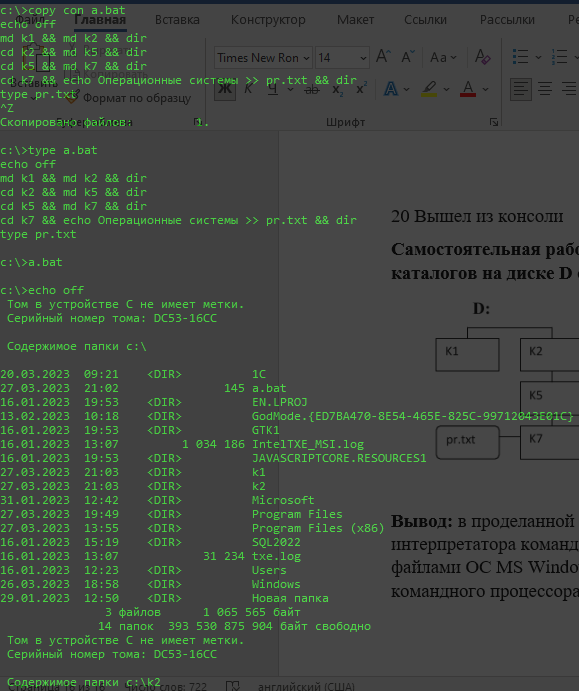 c:\>copy con a.bat
echo off
md k1 && md k2 && dir
cd k2 && md k5 && dir
cd k5 && md k7 && dir
cd k7 && echo Операционные системы >> pr.txt && dir
type pr.txt
^Z
Скопировано файлов:         1.
c:\>type a.bat
echo off
md k1 && md k2 && dir
cd k2 && md k5 && dir
cd k5 && md k7 && dir
cd k7 && echo Операционные системы >> pr.txt && dir
type pr.txt
c:\>a.bat
c:\>echo off
Том в устройстве C не имеет метки.
Серийный номер тома: DC53-16CC
Содержимое папки c:\
20.03.2023  09:21    <DIR>          1C
27.03.2023  21:02               145 a.bat
16.01.2023  19:53    <DIR>          EN.LPROJ
13.02.2023  10:18    <DIR>          GodMode.{ED7BA470-8E54-465E-825C-99712043E01C}
16.01.2023  19:53    <DIR>          GTK1
16.01.2023  13:07         1 034 186 IntelTXE_MSI.log
16.01.2023  19:53    <DIR>          JAVASCRIPTCORE.RESOURCES1
27.03.2023  21:03    <DIR>          k1
27.03.2023  21:03    <DIR>          k2
31.01.2023  12:42    <DIR>          Microsoft
27.03.2023  19:49    <DIR>          Program Files
27.03.2023  13:55    <DIR>          Program Files (x86)
16.01.2023  15:19    <DIR>          SQL2022
16.01.2023  13:07            31 234 txe.log
16.01.2023  12:23    <DIR>          Users
26.03.2023  18:58    <DIR>          Windows
29.01.2023  12:50    <DIR>          Новая папка
3 файлов      1 065 565 байт
14 папок  393 530 875 904 байт свободно
Том в устройстве C не имеет метки.
Серийный номер тома: DC53-16CC
Содержимое папки c:\k2
Главная Вставка Конструктор Макет Ссылки Рассылки
Times New Ron 14 Aa
Вставить
Формат по образцу
Ж К Ч А А
Шрифт
20 Вышел из консоли
Самостоятельная рабо
каталогов на диске D
D:
K1 K2
K5
pr.txt K7
Вывод: в проделанной
интерпретатора команд
файлами ОС MS Windo
командного процессора
Страница 16 из 16 Число слов: 722 английский (США)